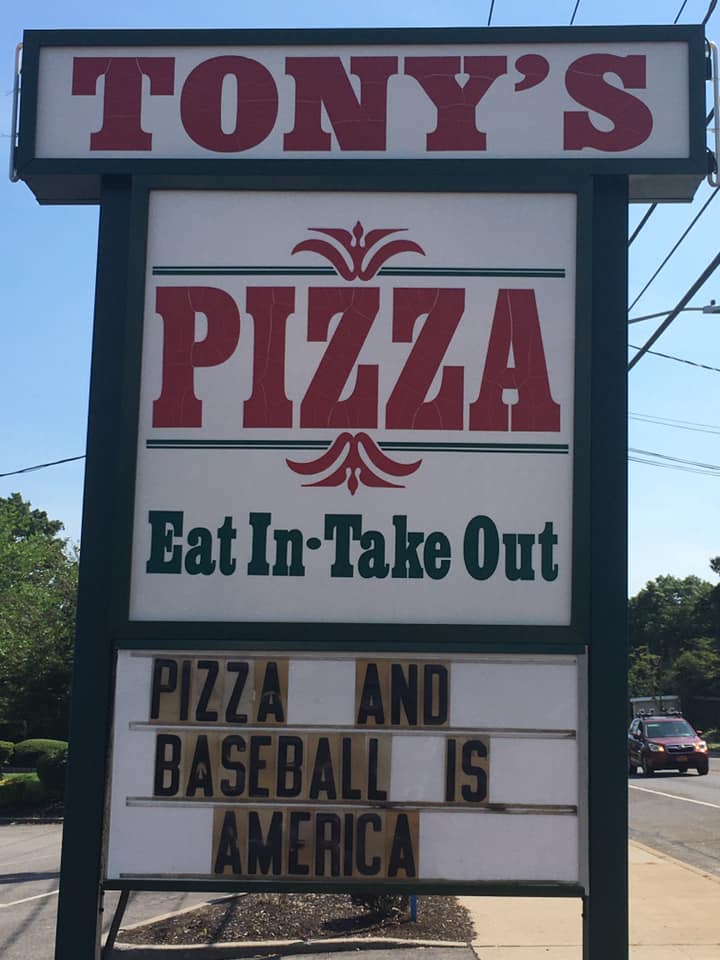 TONY'S
PIZZA
Eat In·Take Out
PIZZA AND
BASEBALL IS
AMERICA